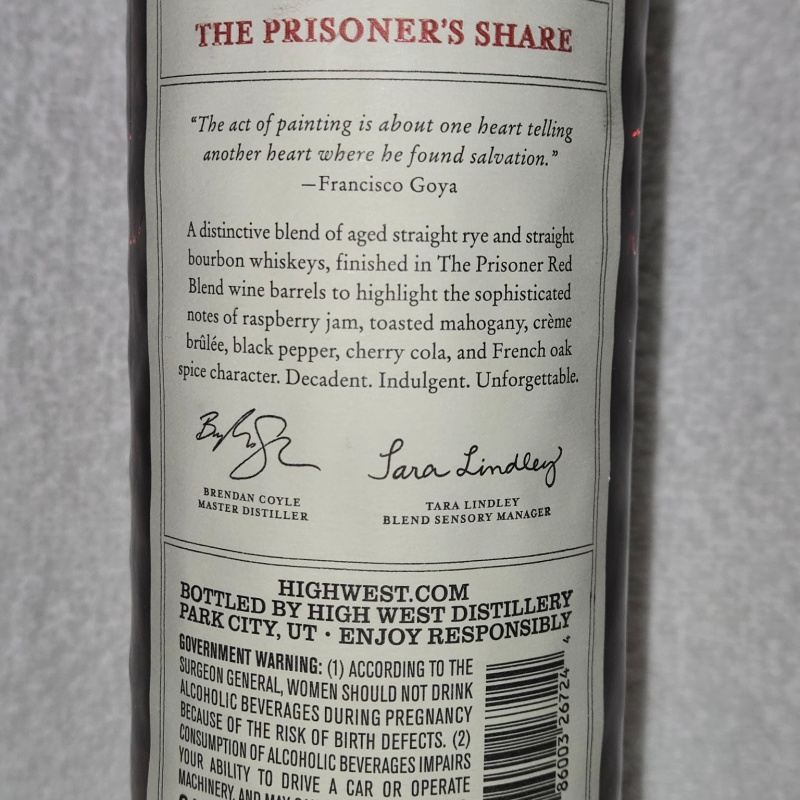 THE PRISONER'S SHARE
“The act of painting is about one heart telling
another heart where he found salvation.”
—Francisco Goya
A distinctive blend of aged straight rye and straight
bourbon whiskeys, finished in The Prisoner Red
Blend wine barrels to highlight the sophisticated
notes of raspberry jam, toasted mahogany, crème
brûlée, black pepper, cherry cola, and French oak
spice character. Decadent. Indulgent. Unforgettable.
Tara Lindley
BRENDAN COYLE
MASTER DISTILLER
TARA LINDLEY
BLEND SENSORY MANAGER
HIGHWEST.COM
BOTTLED BY HIGH WEST DISTILLERY
PARK CITY, UT · ENJOY RESPONSIBLY
GOVERNMENT WARNING: (1) ACCORDING TO THE
SURGEON GENERAL, WOMEN SHOULD NOT DRINK
ALCOHOLIC BEVERAGES DURING PREGNANCY
BECAUSE OF THE RISK OF BIRTH DEFECTS. (2)
CONSUMPTION OF ALCOHOLIC BEVERAGES IMPAIRS
YOUR ABILITY TO DRIVE A CAR OR OPERATE
MACHINERY, AND MAY
86003 26724 4